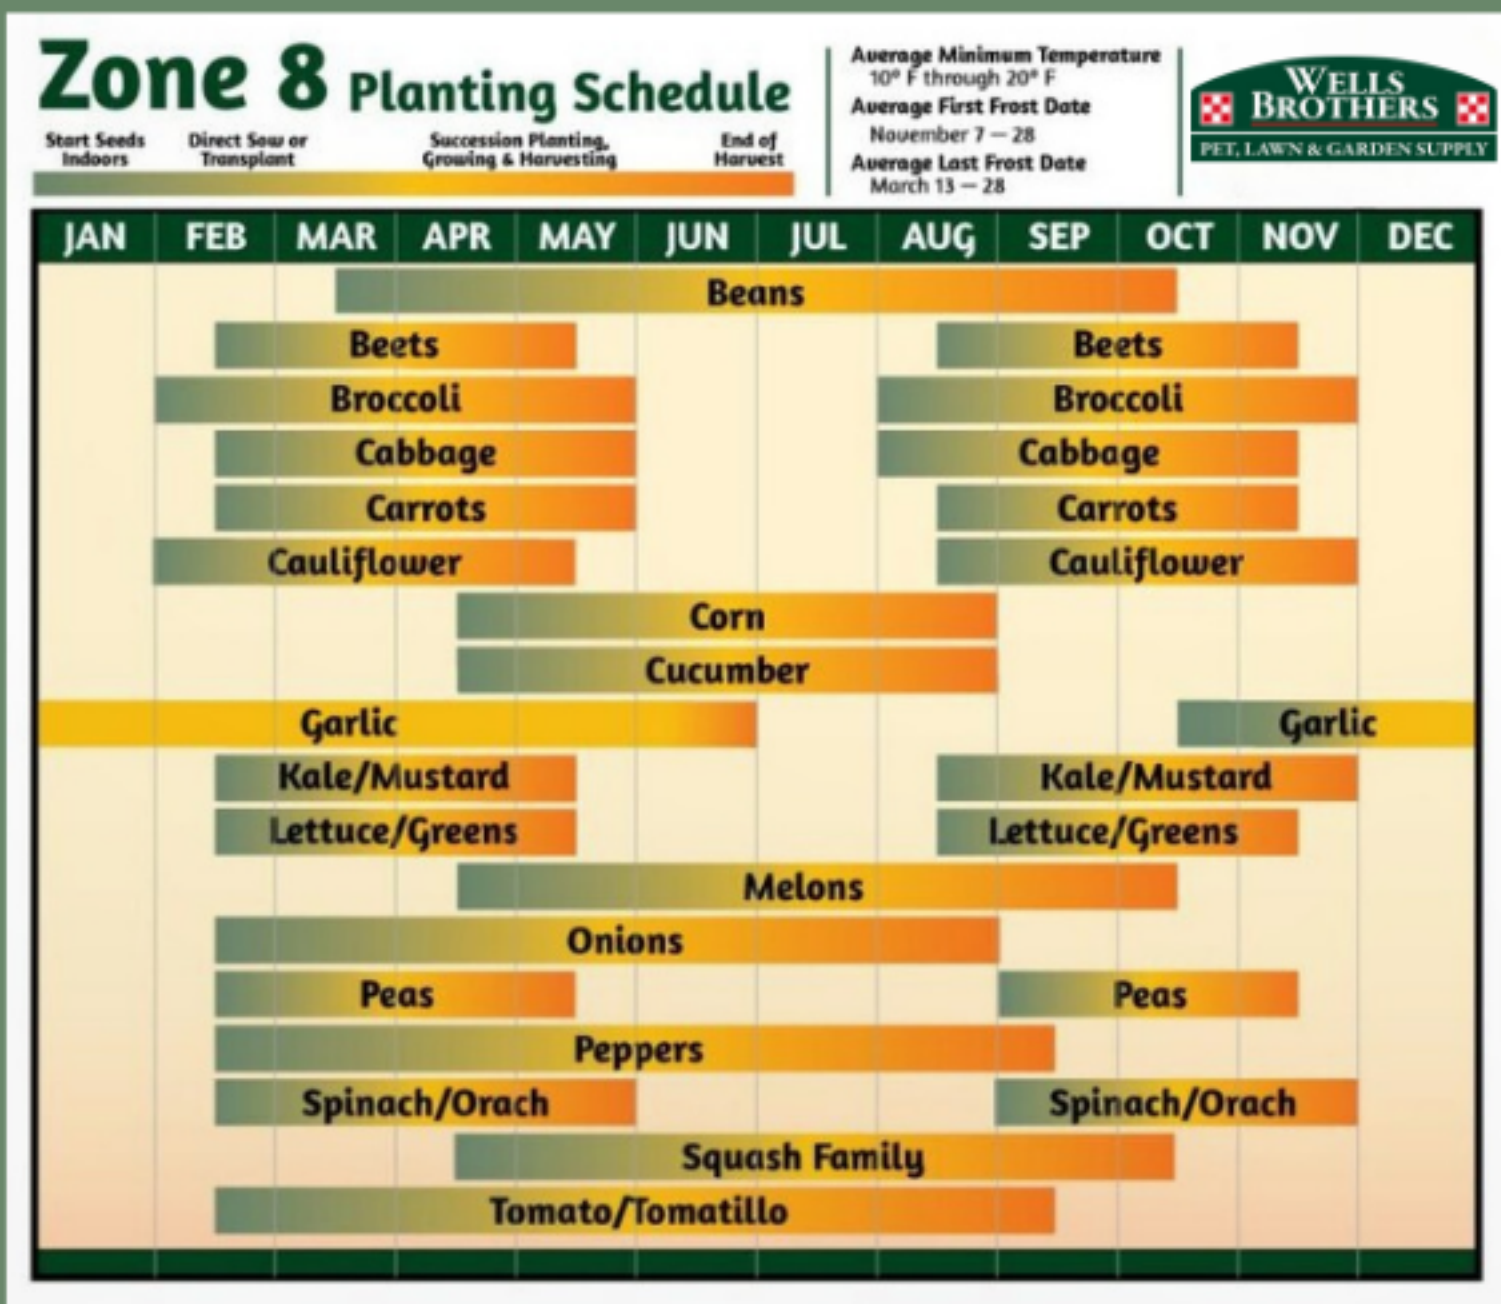 Zone 8 Planting Schedule
Start Seeds Indoors
Direct Sow or Transplant
Succession Planting, Growing & Harvesting
End of Harvest
Average Minimum Temperature
10° F through 20° F
Average First Frost Date
November 7 — 28
Average Last Frost Date
March 13 — 28
WELLS
BROTHERS
PET, LAWN & GARDEN SUPPLY
JAN FEB MAR APR MAY JUN JUL AUG SEP OCT NOV DEC
Beans
Beets Beets
Broccoli Broccoli
Cabbage Cabbage
Carrots Carrots
Cauliflower Cauliflower
Corn
Cucumber
Garlic Garlic
Kale/Mustard Kale/Mustard
Lettuce/Greens Lettuce/Greens
Melons
Onions
Peas Peas
Peppers
Spinach/Orach Spinach/Orach
Squash Family
Tomato/Tomatillo